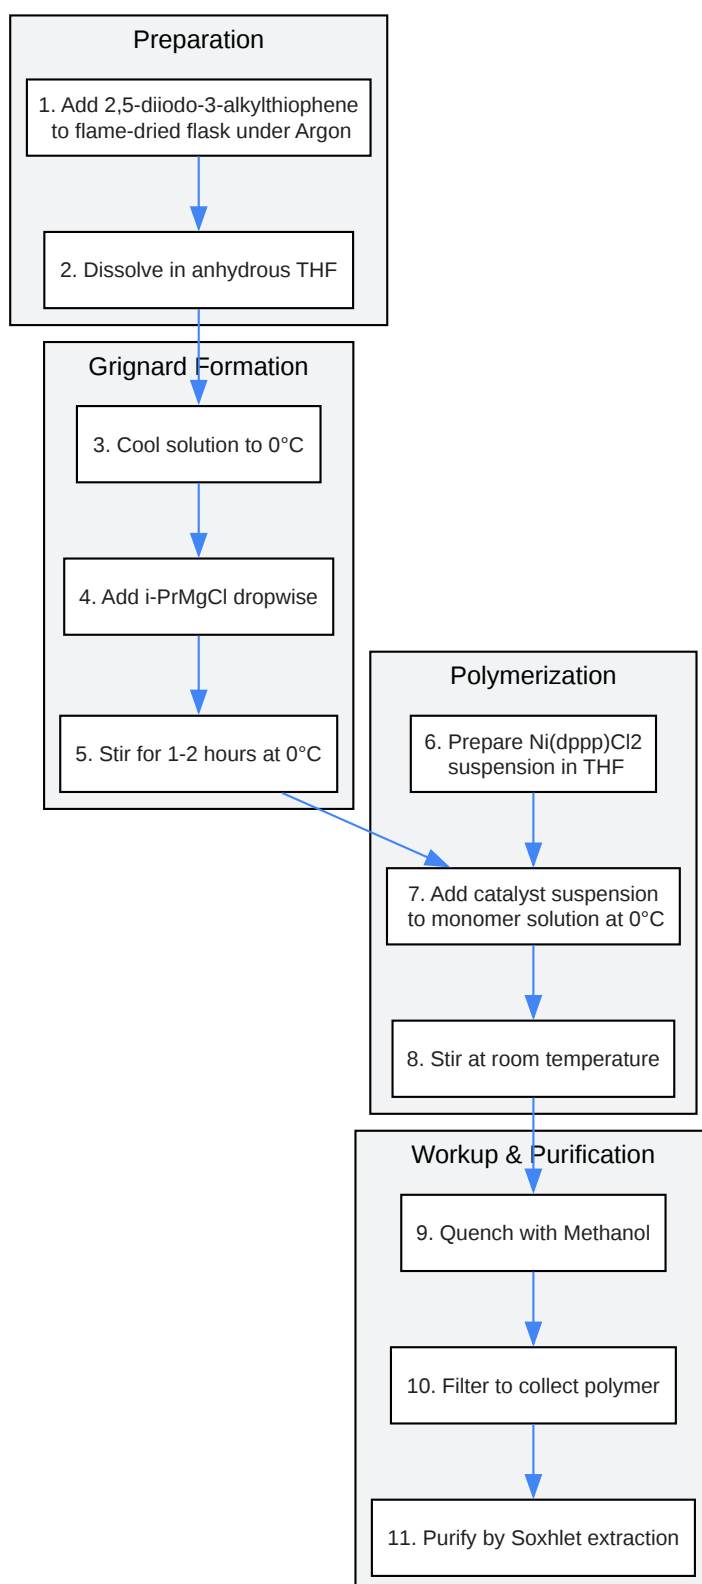 Preparation
1. Add 2,5-diiodo-3-alkylthiophene
to flame-dried flask under Argon
2. Dissolve in anhydrous THF
Grignard Formation
3. Cool solution to 0°C
4. Add i-PrMgCl dropwise
5. Stir for 1-2 hours at 0°C
Polymerization
6. Prepare Ni(dppp)Cl2
suspension in THF
7. Add catalyst suspension
to monomer solution at 0°C
8. Stir at room temperature
Workup & Purification
9. Quench with Methanol
10. Filter to collect polymer
11. Purify by Soxhlet extraction